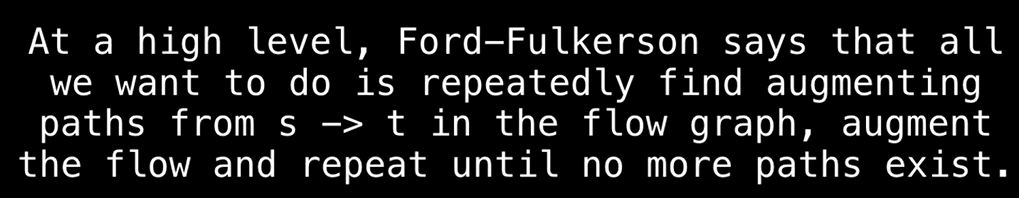 At a high level, Ford-Fulkerson says that all
we want to do is repeatedly find augmenting
paths from s -> t in the flow graph, augment
the flow and repeat until no more paths exist.